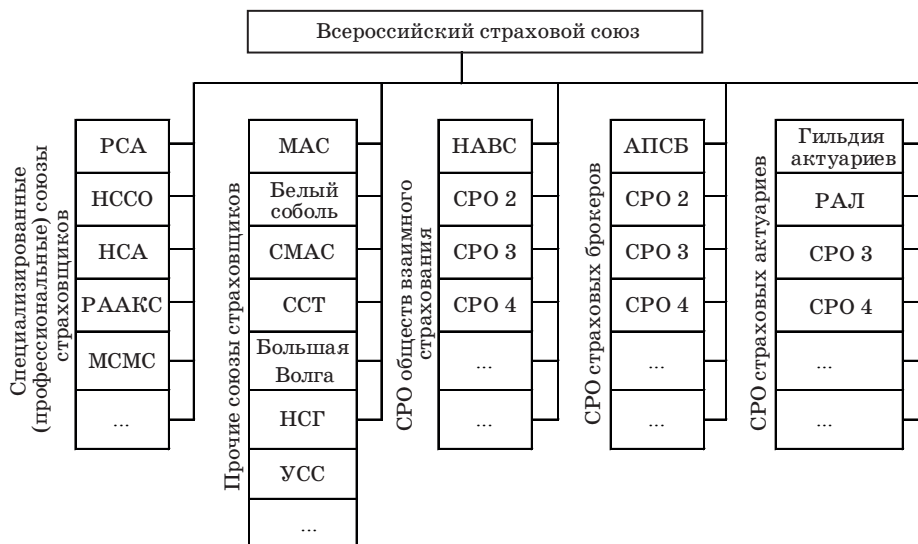 Всероссийский страховой союз
Специализированные
(профессиональные) союзы
страховщиков
РСА
НССО
НСА
РААКС
МСМС
...
Прочие союзы страховщиков
МАС
Белый
соболь
СМАС
ССТ
Большая
Волга
НСГ
УСС
...
СРО обществ взаимного
страхования
НАВС
СРО 2
СРО 3
СРО 4
...
...
СРО страховых брокеров
АПСБ
СРО 2
СРО 3
СРО 4
...
...
СРО страховых актуариев
Гильдия
актуариев
РАЛ
СРО 3
СРО 4
...
...